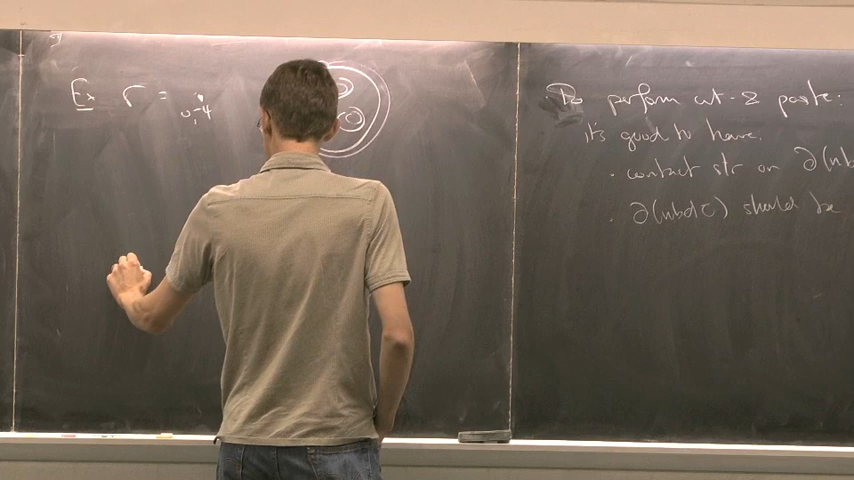 Ex Γ =
0,-4
To perform cut-& paste:
it's good to have.
· contact str on ∂(nbd
· ∂(nbd C) should be